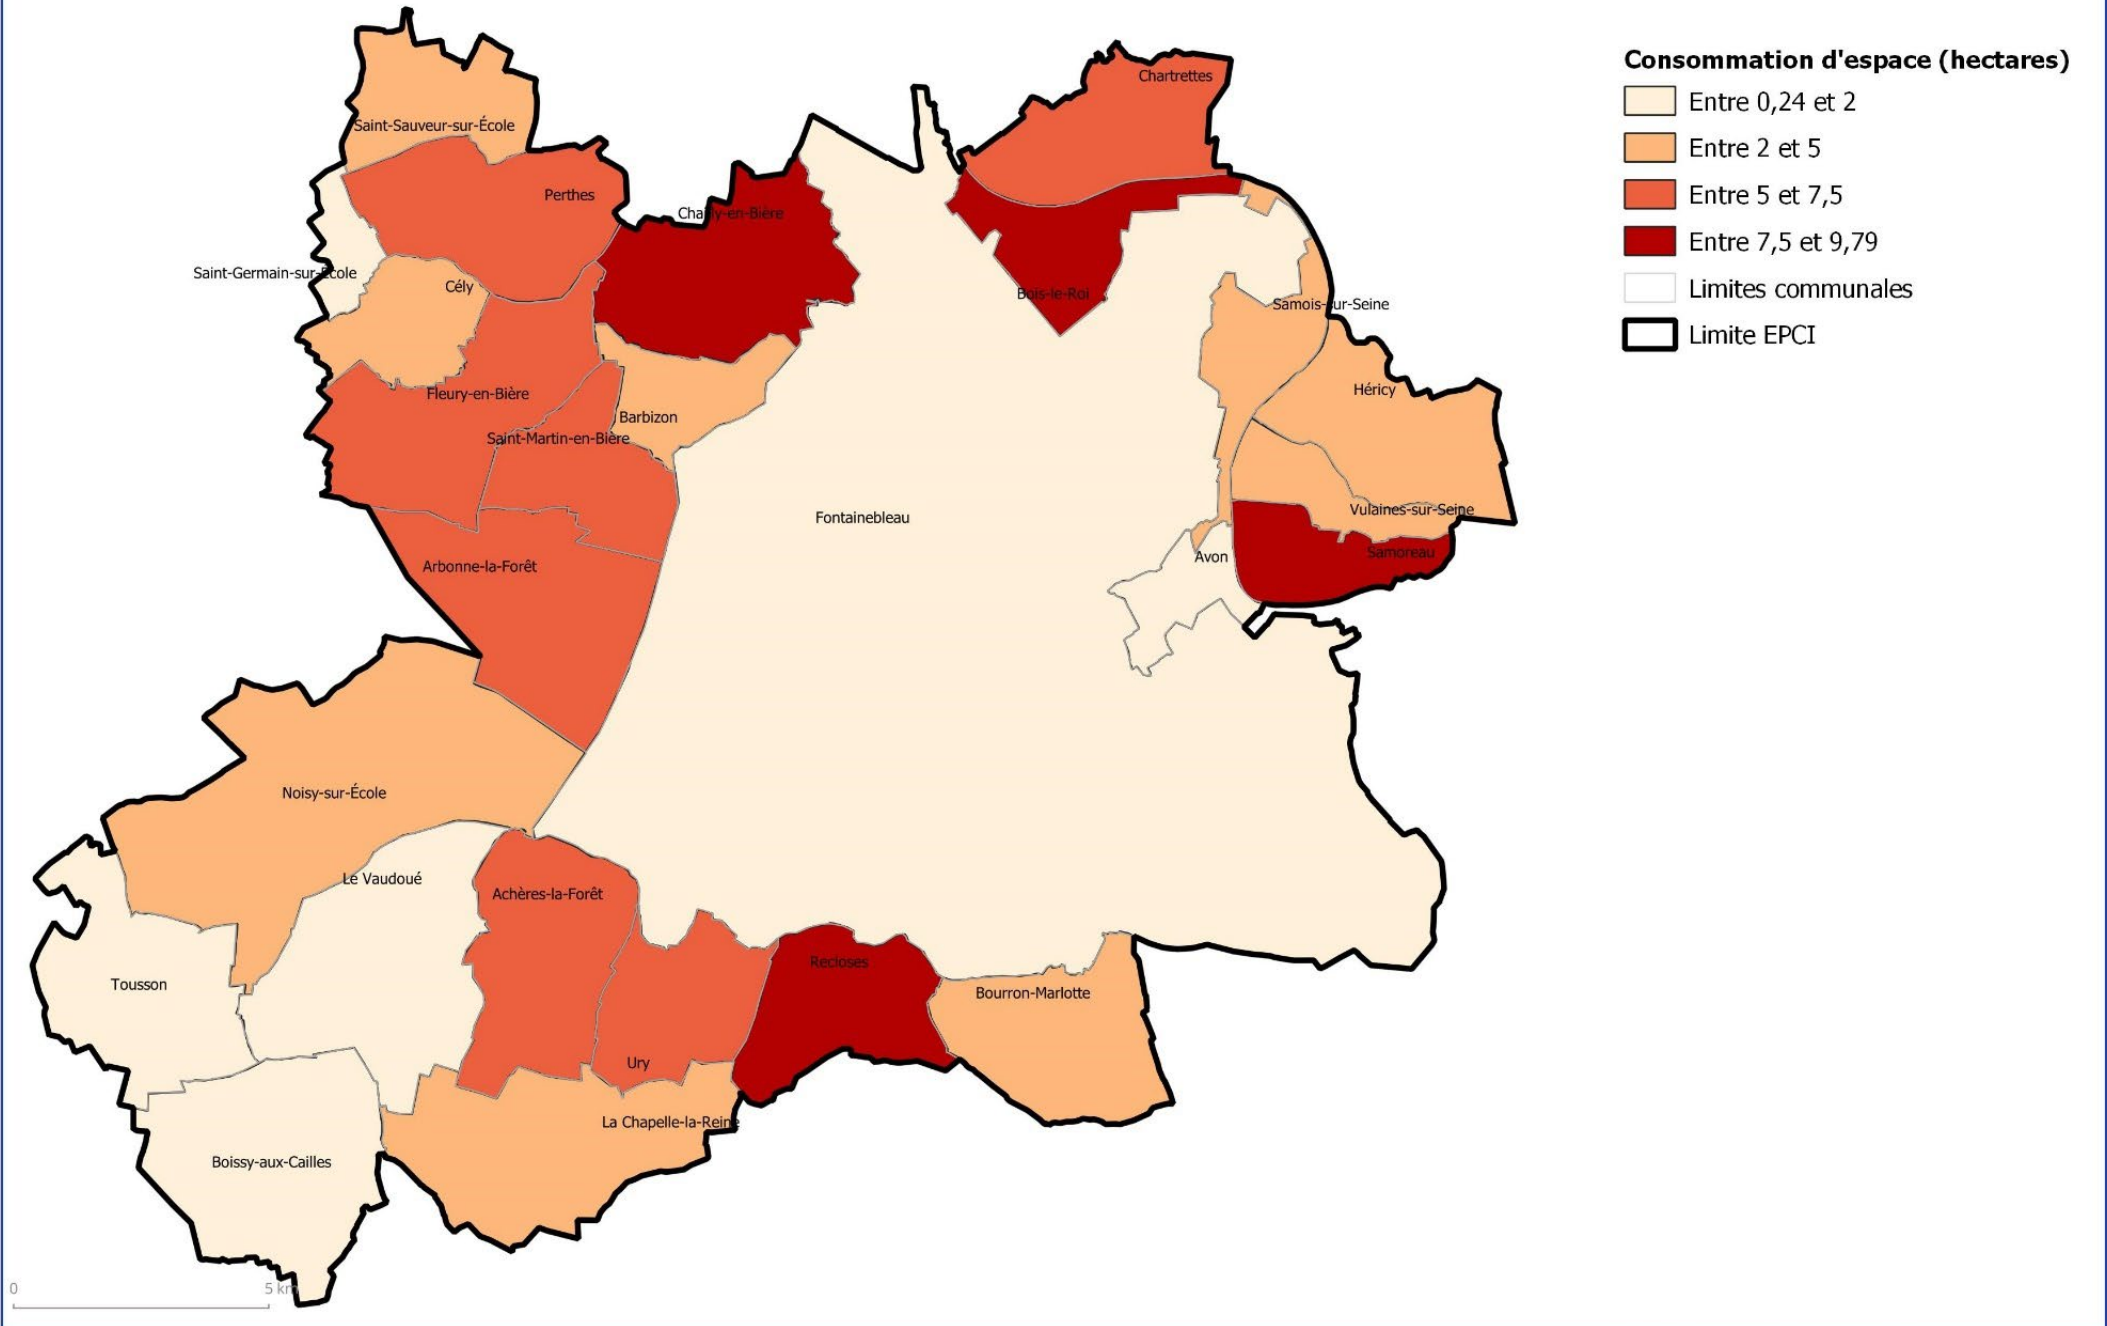 Consommation d'espace (hectares)
Entre 0,24 et 2
Entre 2 et 5
Entre 5 et 7,5
Entre 7,5 et 9,79
Limites communales
Limite EPCI
Chartrettes
Saint-Sauveur-sur-École
Perthes
Chailly-en-Bière
Saint-Germain-sur-École
Cély
Bois-le-Roi
Samois-sur-Seine
Héricy
Fleury-en-Bière
Barbizon
Saint-Martin-en-Bière
Vulaines-sur-Seine
Fontainebleau
Samoreau
Avon
Arbonne-la-Forêt
Noisy-sur-École
Le Vaudoué
Achères-la-Forêt
Recloses
Tousson
Bourron-Marlotte
Ury
La Chapelle-la-Reine
Boissy-aux-Cailles
0
5 km